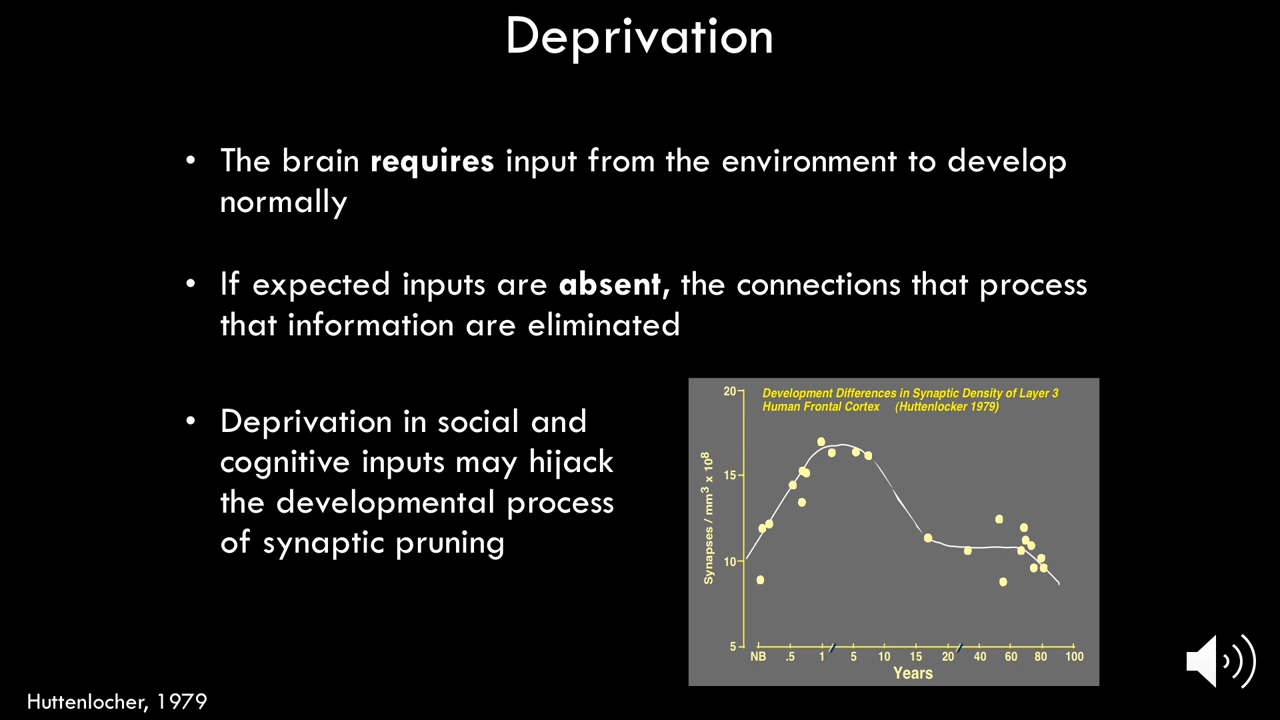 Deprivation
• The brain requires input from the environment to develop
normally
• If expected inputs are absent, the connections that process
that information are eliminated
• Deprivation in social and
cognitive inputs may hijack
the developmental process
of synaptic pruning
Development Differences in Synaptic Density of Layer 3
Human Frontal Cortex (Huttenlocker 1979)
Synapses / mm³ x 10⁸
20
15
10
5
NB .5 1 5 10 15 20 40 60 80 100
Years
Huttenlocher, 1979